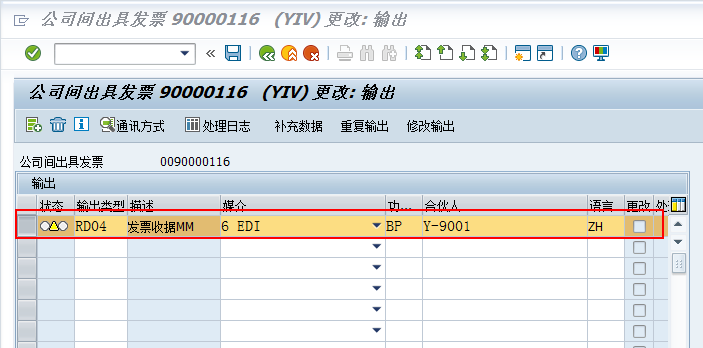 公司间出具发票 90000116 (YIV) 更改: 输出
公司间出具发票 90000116 (YIV) 更改: 输出
通讯方式 处理日志 补充数据 重复输出 修改输出
公司间出具发票 0090000116
输出
状态 输出类型 描述 媒介 功... 合伙人 语言 更改 处
RD04 发票收据MM 6 EDI BP Y-9001 ZH